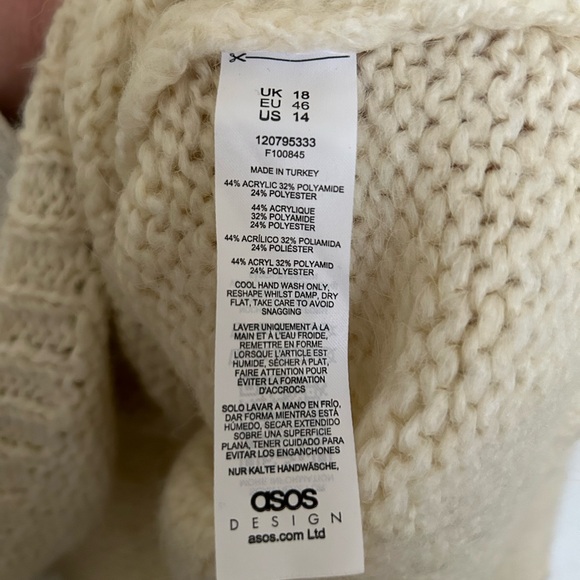 UK 18
EU 46
US 14
120795333
F100845
MADE IN TURKEY
44% ACRYLIC 32% POLYAMIDE
24% POLYESTER
44% ACRYLIQUE
32% POLYAMIDE
24% POLYESTER
44% ACRÍLICO 32% POLIAMIDA
24% POLIÉSTER
44% ACRYL 32% POLYAMID
24% POLYESTER
COOL HAND WASH ONLY,
RESHAPE WHILST DAMP, DRY
FLAT, TAKE CARE TO AVOID
SNAGGING
LAVER UNIQUEMENT À LA
MAIN ET À L'EAU FROIDE,
REMETTRE EN FORME
LORSQUE L'ARTICLE EST
HUMIDE, SÉCHER À PLAT,
FAIRE ATTENTION POUR
ÉVITER LA FORMATION
D'ACCROCS
SOLO LAVAR A MANO EN FRÍO,
DAR FORMA MIENTRAS ESTÁ
HÚMEDO, SECAR EXTENDIDO
SOBRE UNA SUPERFICIE
PLANA, TENER CUIDADO PARA
EVITAR LOS ENGANCHONES
NUR KALTE HANDWÄSCHE,
asos
DESIGN
asos.com Ltd